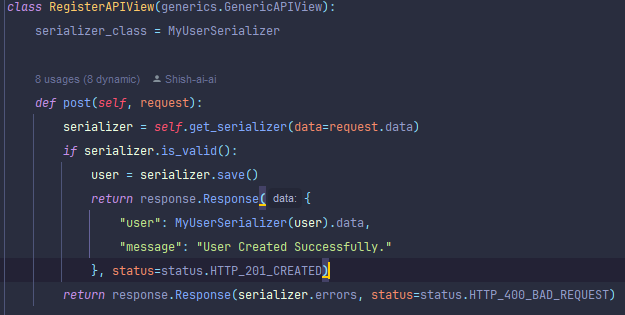 class RegisterAPIView(generics.GenericAPIView):
    serializer_class = MyUserSerializer
8 usages (8 dynamic) Shish-ai-ai
    def post(self, request):
        serializer = self.get_serializer(data=request.data)
        if serializer.is_valid():
            user = serializer.save()
            return response.Response( data: {
                "user": MyUserSerializer(user).data,
                "message": "User Created Successfully."
            }, status=status.HTTP_201_CREATED)
        return response.Response(serializer.errors, status=status.HTTP_400_BAD_REQUEST)